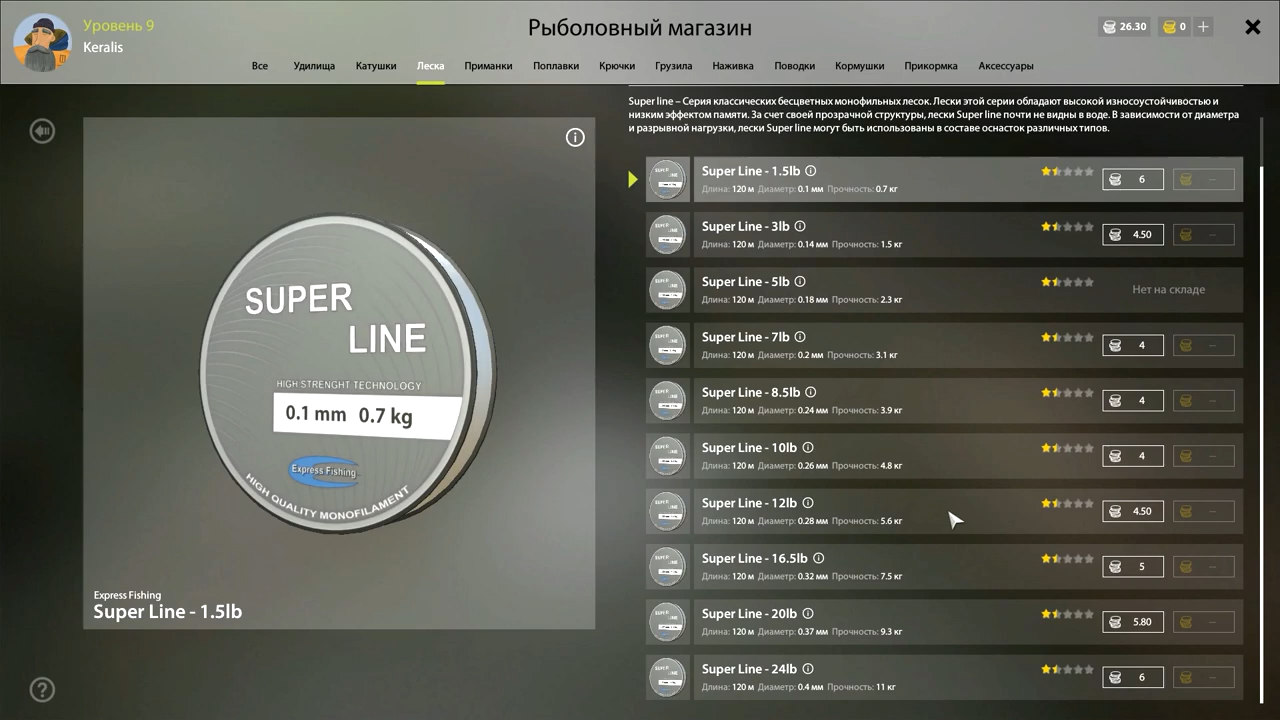 Уровень 9
Keralis
Рыболовный магазин
26.30
0
Все Удилища Катушки Леска Приманки Поплавки Крючки Грузила Наживка Поводки Кормушки Прикормка Аксессуары
Super line – Серия классических бесцветных монофильных лесок. Лески этой серии обладают высокой износоустойчивостью и
низким эффектом памяти. За счет своей прозрачной структуры, лески Super line почти не видны в воде. В зависимости от диаметра
и разрывной нагрузки, лески Super line могут быть использованы в составе оснасток различных типов.
SUPER
LINE
HIGH STRENGHT TECHNOLOGY
0.1 mm 0.7 kg
Express Fishing
HIGH QUALITY MONOFILAMENT
Express Fishing
Super Line - 1.5lb
Super Line - 1.5lb
Длина: 120 м Диаметр: 0.1 мм Прочность: 0.7 кг
6
Super Line - 3lb
Длина: 120 м Диаметр: 0.14 мм Прочность: 1.5 кг
4.50
Super Line - 5lb
Длина: 120 м Диаметр: 0.18 мм Прочность: 2.3 кг
Нет на складе
Super Line - 7lb
Длина: 120 м Диаметр: 0.2 мм Прочность: 3.1 кг
4
Super Line - 8.5lb
Длина: 120 м Диаметр: 0.24 мм Прочность: 3.9 кг
4
Super Line - 10lb
Длина: 120 м Диаметр: 0.26 мм Прочность: 4.8 кг
4
Super Line - 12lb
Длина: 120 м Диаметр: 0.28 мм Прочность: 5.6 кг
4.50
Super Line - 16.5lb
Длина: 120 м Диаметр: 0.32 мм Прочность: 7.5 кг
5
Super Line - 20lb
Длина: 120 м Диаметр: 0.37 мм Прочность: 9.3 кг
5.80
Super Line - 24lb
Длина: 120 м Диаметр: 0.4 мм Прочность: 11 кг
6